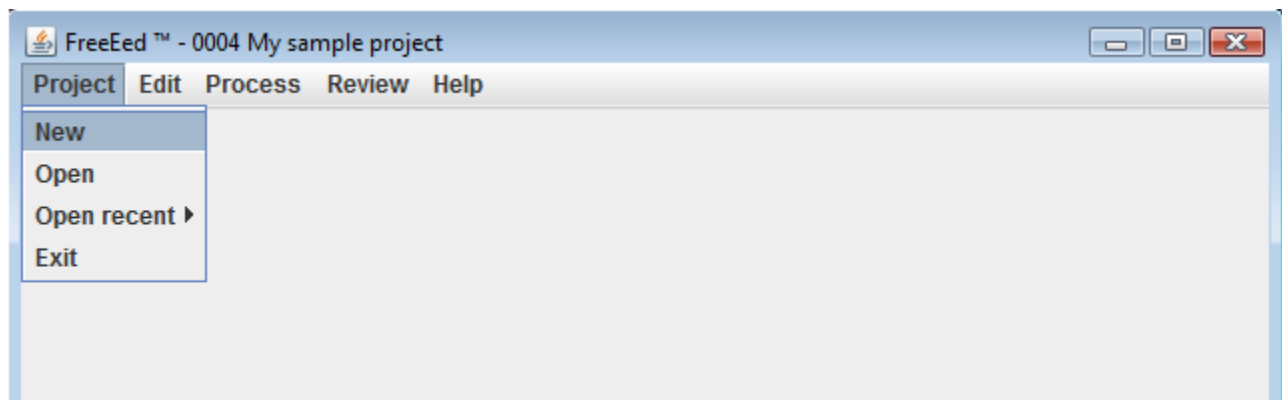 FreeEed ™ - 0004 My sample project
Project Edit Process Review Help
New
Open
Open recent
Exit